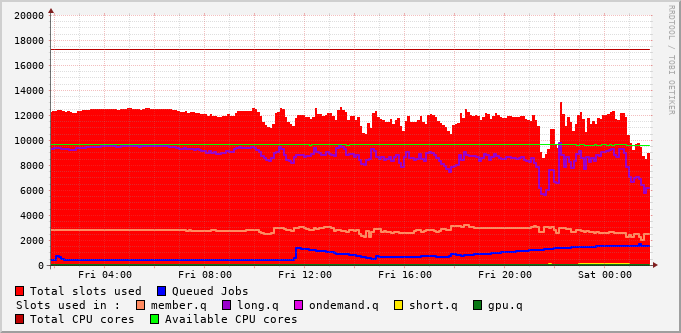 20000
18000
16000
14000
12000
10000
8000
6000
4000
2000
0
Fri 04:00 Fri 08:00 Fri 12:00 Fri 16:00 Fri 20:00 Sat 00:00
Total slots used Queued Jobs
Slots used in : member.q long.q ondemand.q short.q gpu.q
Total CPU cores Available CPU cores
RRDTOOL / TOBI OETIKER